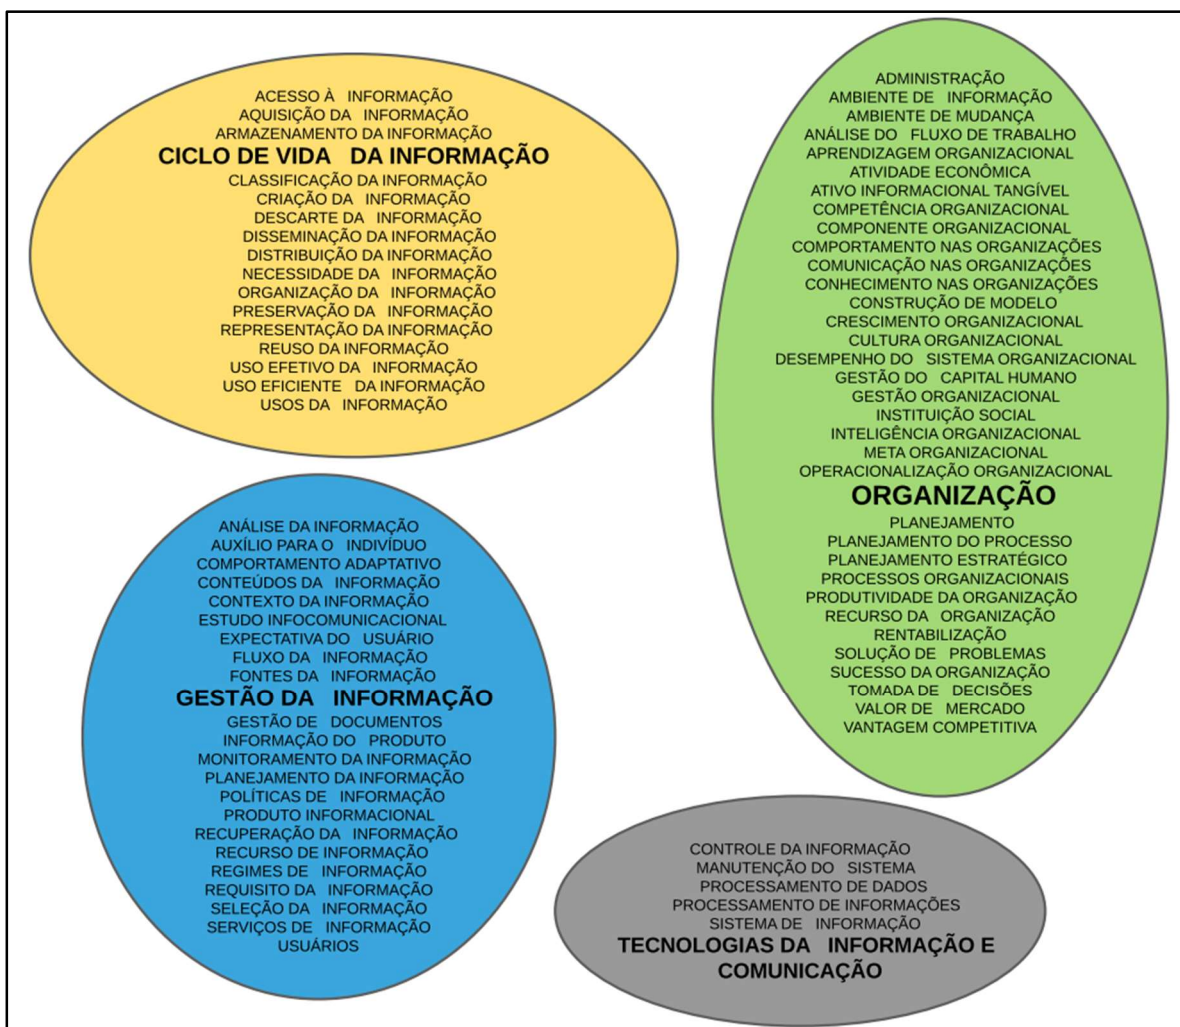 ACESSO À INFORMAÇÃO
AQUISIÇÃO DA INFORMAÇÃO
ARMAZENAMENTO DA INFORMAÇÃO
CICLO DE VIDA DA INFORMAÇÃO
CLASSIFICAÇÃO DA INFORMAÇÃO
CRIAÇÃO DA INFORMAÇÃO
DESCARTE DA INFORMAÇÃO
DISSEMINAÇÃO DA INFORMAÇÃO
DISTRIBUIÇÃO DA INFORMAÇÃO
NECESSIDADE DA INFORMAÇÃO
ORGANIZAÇÃO DA INFORMAÇÃO
PRESERVAÇÃO DA INFORMAÇÃO
REPRESENTAÇÃO DA INFORMAÇÃO
REUSO DA INFORMAÇÃO
USO EFETIVO DA INFORMAÇÃO
USO EFICIENTE DA INFORMAÇÃO
USOS DA INFORMAÇÃO
ADMINISTRAÇÃO
AMBIENTE DE INFORMAÇÃO
AMBIENTE DE MUDANÇA
ANÁLISE DO FLUXO DE TRABALHO
APRENDIZAGEM ORGANIZACIONAL
ATIVIDADE ECONÔMICA
ATIVO INFORMACIONAL TANGÍVEL
COMPETÊNCIA ORGANIZACIONAL
COMPONENTE ORGANIZACIONAL
COMPORTAMENTO NAS ORGANIZAÇÕES
COMUNICAÇÃO NAS ORGANIZAÇÕES
CONHECIMENTO NAS ORGANIZAÇÕES
CONSTRUÇÃO DE MODELO
CRESCIMENTO ORGANIZACIONAL
CULTURA ORGANIZACIONAL
DESEMPENHO DO SISTEMA ORGANIZACIONAL
GESTÃO DO CAPITAL HUMANO
GESTÃO ORGANIZACIONAL
INSTITUIÇÃO SOCIAL
INTELIGÊNCIA ORGANIZACIONAL
META ORGANIZACIONAL
OPERACIONALIZAÇÃO ORGANIZACIONAL
ORGANIZAÇÃO
PLANEJAMENTO
PLANEJAMENTO DO PROCESSO
PLANEJAMENTO ESTRATÉGICO
PROCESSOS ORGANIZACIONAIS
PRODUTIVIDADE DA ORGANIZAÇÃO
RECURSO DA ORGANIZAÇÃO
RENTABILIZAÇÃO
SOLUÇÃO DE PROBLEMAS
SUCESSO DA ORGANIZAÇÃO
TOMADA DE DECISÕES
VALOR DE MERCADO
VANTAGEM COMPETITIVA
ANÁLISE DA INFORMAÇÃO
AUXÍLIO PARA O INDIVÍDUO
COMPORTAMENTO ADAPTATIVO
CONTEÚDOS DA INFORMAÇÃO
CONTEXTO DA INFORMAÇÃO
ESTUDO INFOCOMUNICACIONAL
EXPECTATIVA DO USUÁRIO
FLUXO DA INFORMAÇÃO
FONTES DA INFORMAÇÃO
GESTÃO DA INFORMAÇÃO
GESTÃO DE DOCUMENTOS
INFORMAÇÃO DO PRODUTO
MONITORAMENTO DA INFORMAÇÃO
PLANEJAMENTO DA INFORMAÇÃO
POLÍTICAS DE INFORMAÇÃO
PRODUTO INFORMACIONAL
RECUPERAÇÃO DA INFORMAÇÃO
RECURSO DE INFORMAÇÃO
REGIMES DE INFORMAÇÃO
REQUISITO DA INFORMAÇÃO
SELEÇÃO DA INFORMAÇÃO
SERVIÇOS DE INFORMAÇÃO
USUÁRIOS
CONTROLE DA INFORMAÇÃO
MANUTENÇÃO DO SISTEMA
PROCESSAMENTO DE DADOS
PROCESSAMENTO DE INFORMAÇÕES
SISTEMA DE INFORMAÇÃO
TECNOLOGIAS DA INFORMAÇÃO E
COMUNICAÇÃO